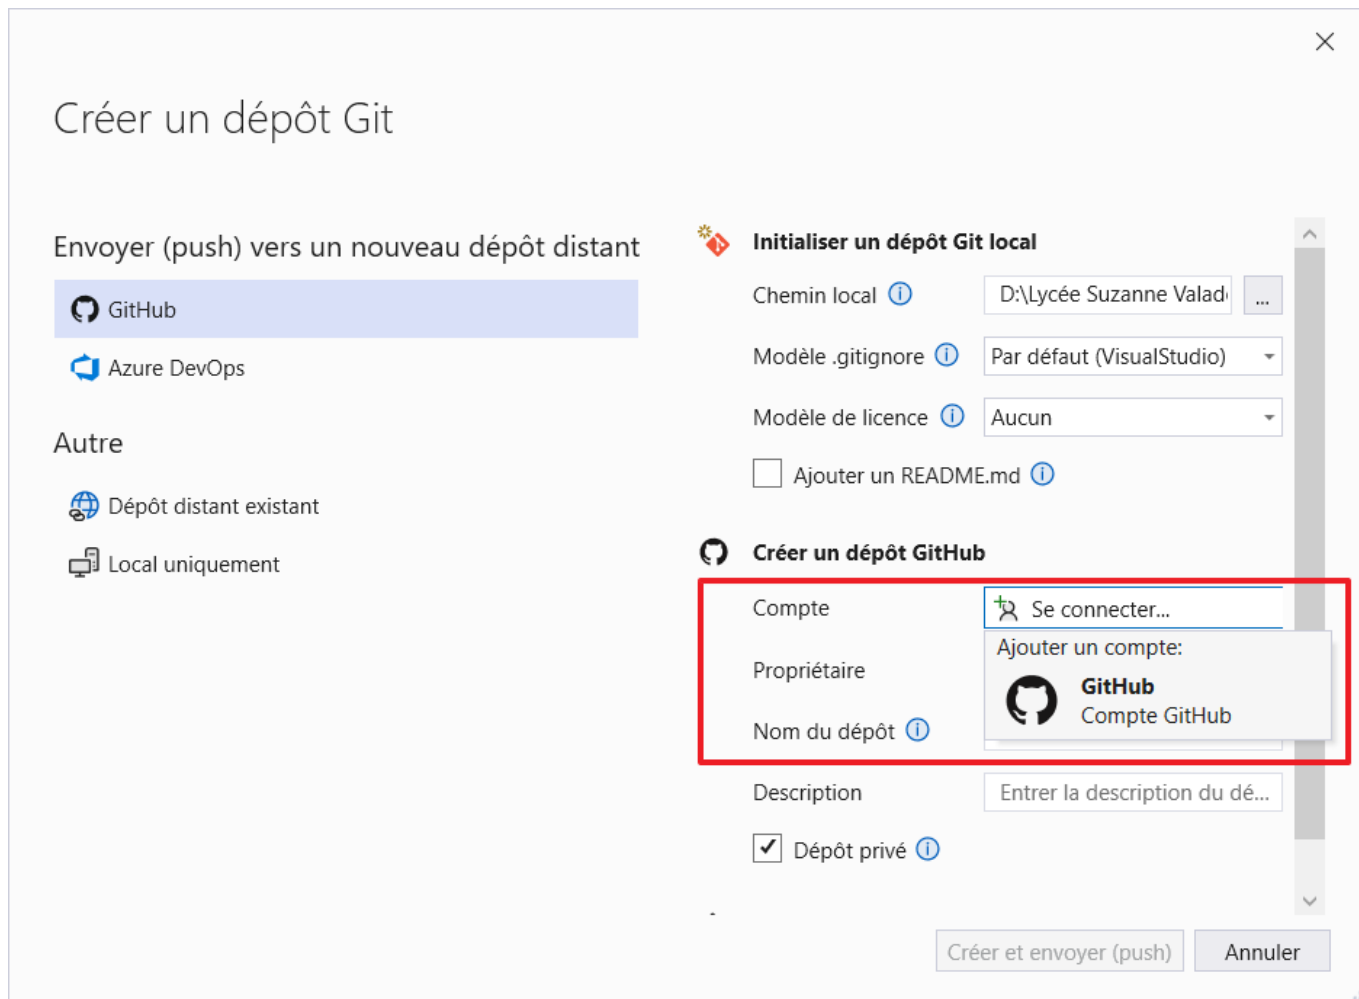 Créer un dépôt Git
Envoyer (push) vers un nouveau dépôt distant
GitHub
Azure DevOps
Autre
Dépôt distant existant
Local uniquement
Initialiser un dépôt Git local
Chemin local D:\Lycée Suzanne Valad ...
Modèle .gitignore Par défaut (VisualStudio)
Modèle de licence Aucun
Ajouter un README.md
Créer un dépôt GitHub
Compte Se connecter...
Ajouter un compte:
Propriétaire
GitHub
Compte GitHub
Nom du dépôt
Description Entrer la description du dé...
Dépôt privé
Créer et envoyer (push) Annuler